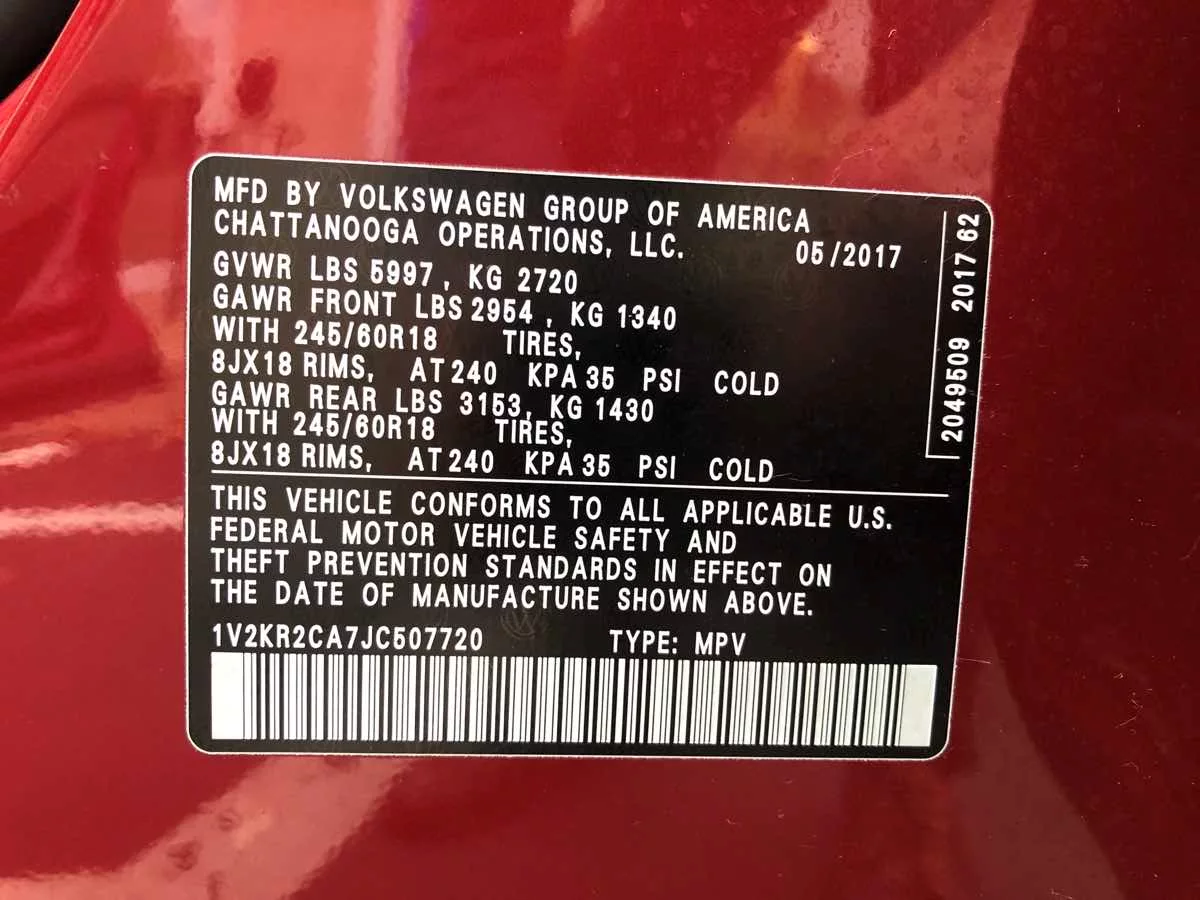 MFD BY VOLKSWAGEN GROUP OF AMERICA
CHATTANOOGA OPERATIONS, LLC. 05/2017
GVWR LBS 5997, KG 2720
GAWR FRONT LBS 2954, KG 1340
WITH 245/60R18 TIRES,
8JX18 RIMS, AT 240 KPA 35 PSI COLD
GAWR REAR LBS 3153, KG 1430
WITH 245/60R18 TIRES,
8JX18 RIMS, AT 240 KPA 35 PSI COLD
THIS VEHICLE CONFORMS TO ALL APPLICABLE U.S.
FEDERAL MOTOR VEHICLE SAFETY AND
THEFT PREVENTION STANDARDS IN EFFECT ON
THE DATE OF MANUFACTURE SHOWN ABOVE.
1V2KR2CA7JC507720 TYPE: MPV
2049509 2017 62